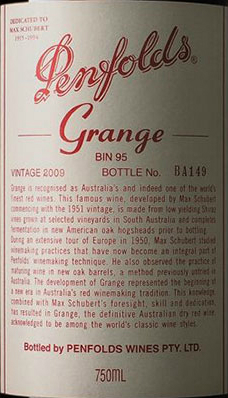 DEDICATED TO
MAX SCHUBERT
1915-1994
Penfolds
Grange
BIN 95
VINTAGE 2009 BOTTLE No. BA149
Grange is recognised as Australia's and indeed one of the world's
finest red wines. This famous wine, developed by Max Schubert
commencing with the 1951 vintage, is made from low yielding Shiraz
vines grown at selected vineyards in South Australia and completes
fermentation in new American oak hogsheads prior to bottling.
During an extensive tour of Europe in 1950, Max Schubert studied
winemaking practices that have now become an integral part of
Penfolds winemaking technique. He also observed the practice of
maturing wine in new oak barrels, a method previously untried in
Australia. The development of Grange represented the beginning of
a new era in Australia's red winemaking tradition. This knowledge,
combined with Max Schubert's foresight, skill and dedication,
has resulted in Grange, the definitive Australian dry red wine,
acknowledged to be among the world's classic wine styles.
Bottled by PENFOLDS WINES PTY. LTD.
750ML